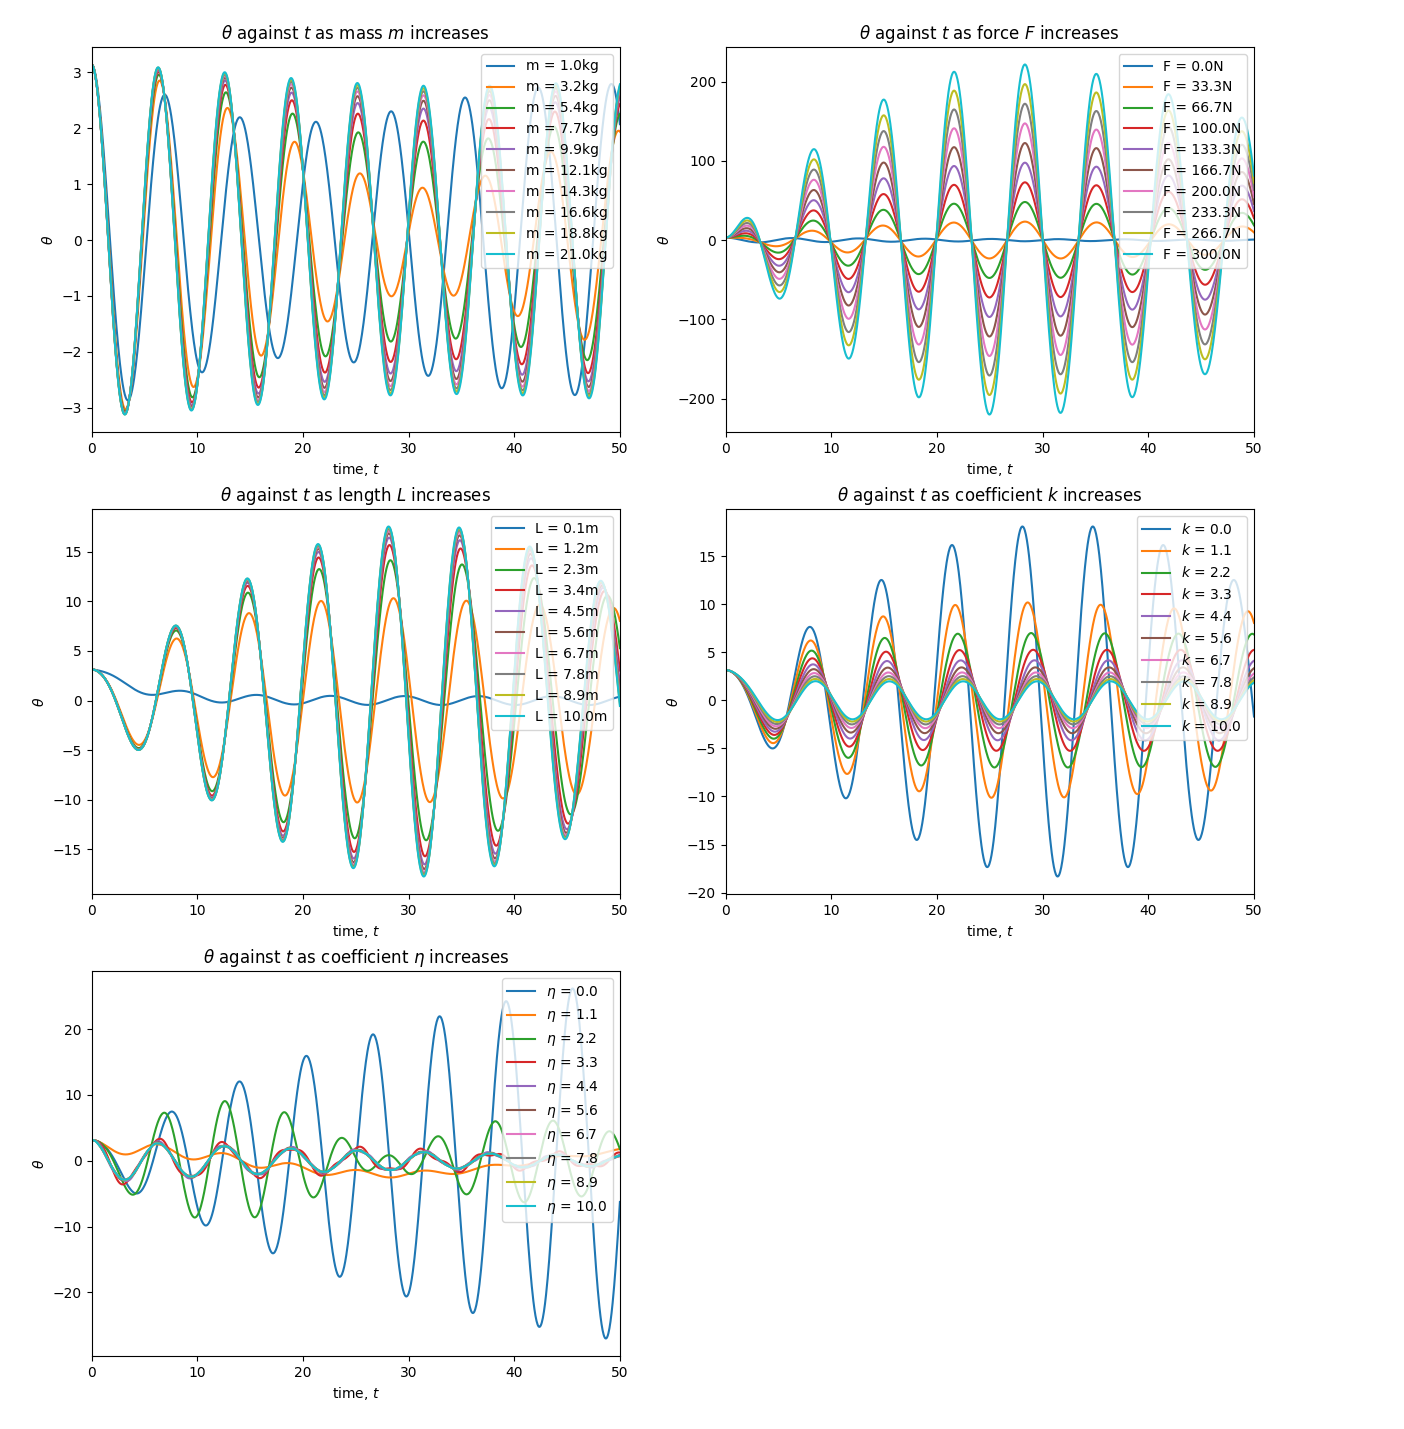 θ against t as mass m increases
3
2
1
0
−1
−2
−3
θ
0 10 20 30 40 50
time, t
m = 1.0kg
m = 3.2kg
m = 5.4kg
m = 7.7kg
m = 9.9kg
m = 12.1kg
m = 14.3kg
m = 16.6kg
m = 18.8kg
m = 21.0kg
θ against t as force F increases
200
100
0
−100
−200
θ
0 10 20 30 40 50
time, t
F = 0.0N
F = 33.3N
F = 66.7N
F = 100.0N
F = 133.3N
F = 166.7N
F = 200.0N
F = 233.3N
F = 266.7N
F = 300.0N
θ against t as length L increases
15
10
5
0
−5
−10
−15
θ
0 10 20 30 40 50
time, t
L = 0.1m
L = 1.2m
L = 2.3m
L = 3.4m
L = 4.5m
L = 5.6m
L = 6.7m
L = 7.8m
L = 8.9m
L = 10.0m
θ against t as coefficient k increases
15
10
5
0
−5
−10
−15
−20
θ
0 10 20 30 40 50
time, t
k = 0.0
k = 1.1
k = 2.2
k = 3.3
k = 4.4
k = 5.6
k = 6.7
k = 7.8
k = 8.9
k = 10.0
θ against t as coefficient η increases
20
10
0
−10
−20
θ
0 10 20 30 40 50
time, t
η = 0.0
η = 1.1
η = 2.2
η = 3.3
η = 4.4
η = 5.6
η = 6.7
η = 7.8
η = 8.9
η = 10.0